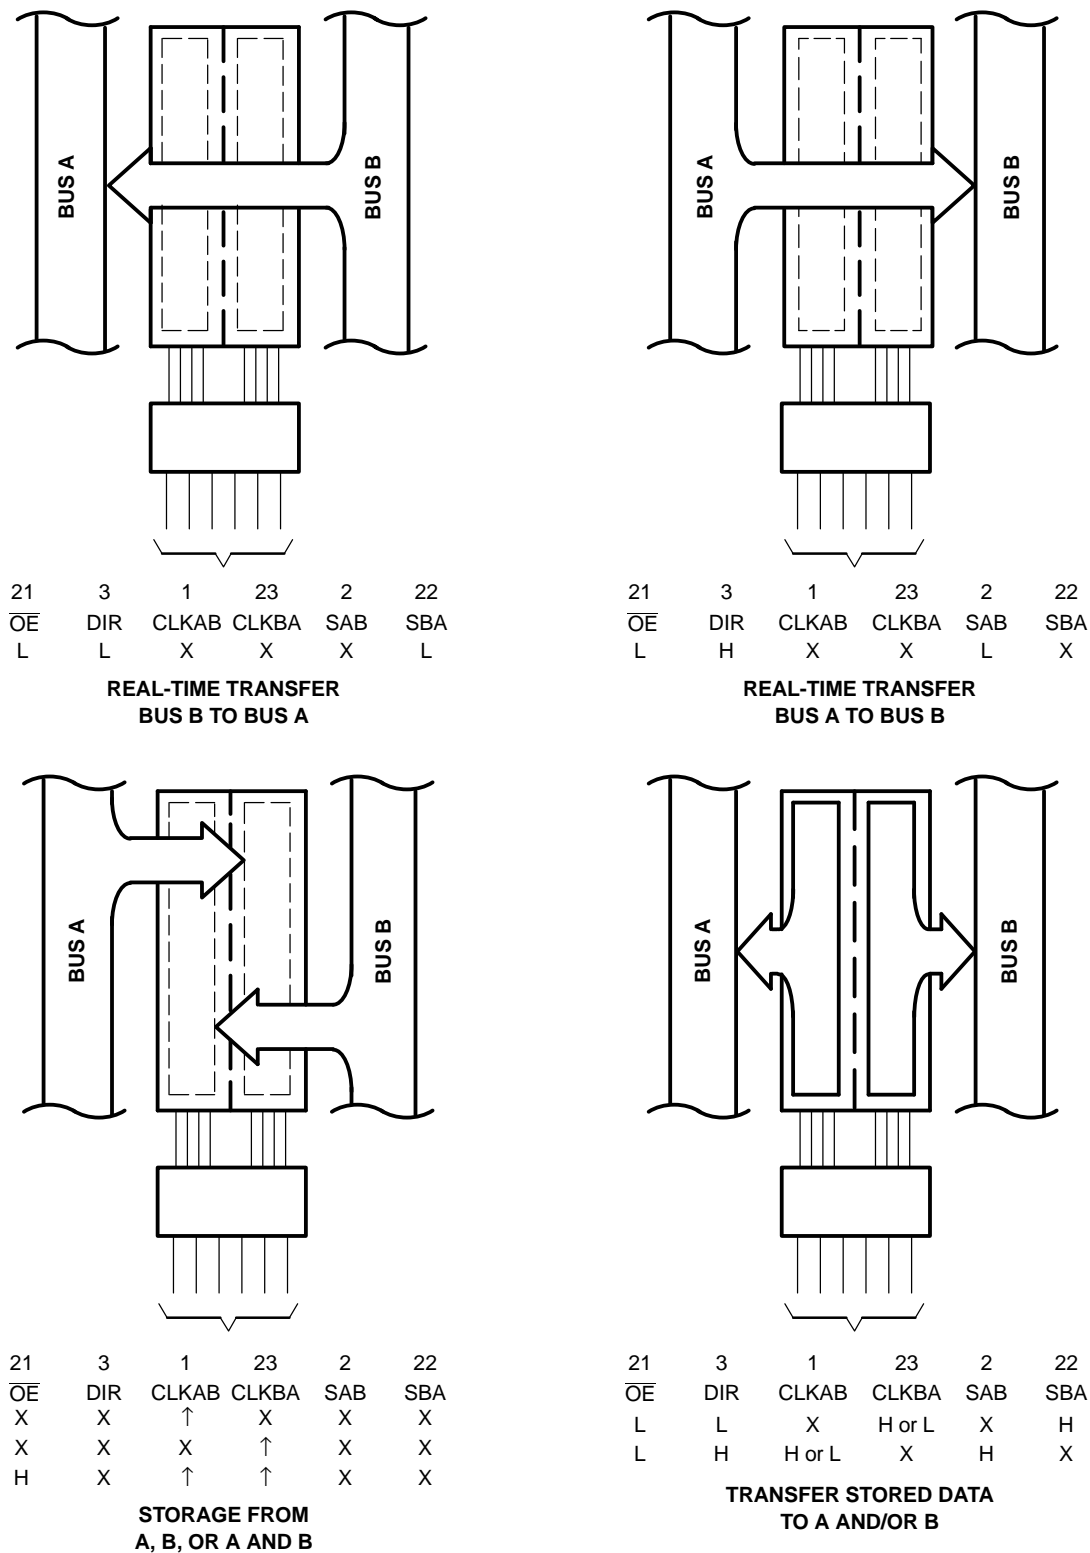 BUS A
BUS B
21 3 1 23 2 22
OE DIR CLKAB CLKBA SAB SBA
L L X X X L
REAL-TIME TRANSFER
BUS B TO BUS A
BUS A
BUS B
21 3 1 23 2 22
OE DIR CLKAB CLKBA SAB SBA
L H X X L X
REAL-TIME TRANSFER
BUS A TO BUS B
BUS A
BUS B
21 3 1 23 2 22
OE DIR CLKAB CLKBA SAB SBA
X X ↑ X X X
X X X ↑ X X
H X ↑ ↑ X X
STORAGE FROM
A, B, OR A AND B
BUS A
BUS B
21 3 1 23 2 22
OE DIR CLKAB CLKBA SAB SBA
L L X H or L X H
L H H or L X H X
TRANSFER STORED DATA
TO A AND/OR B